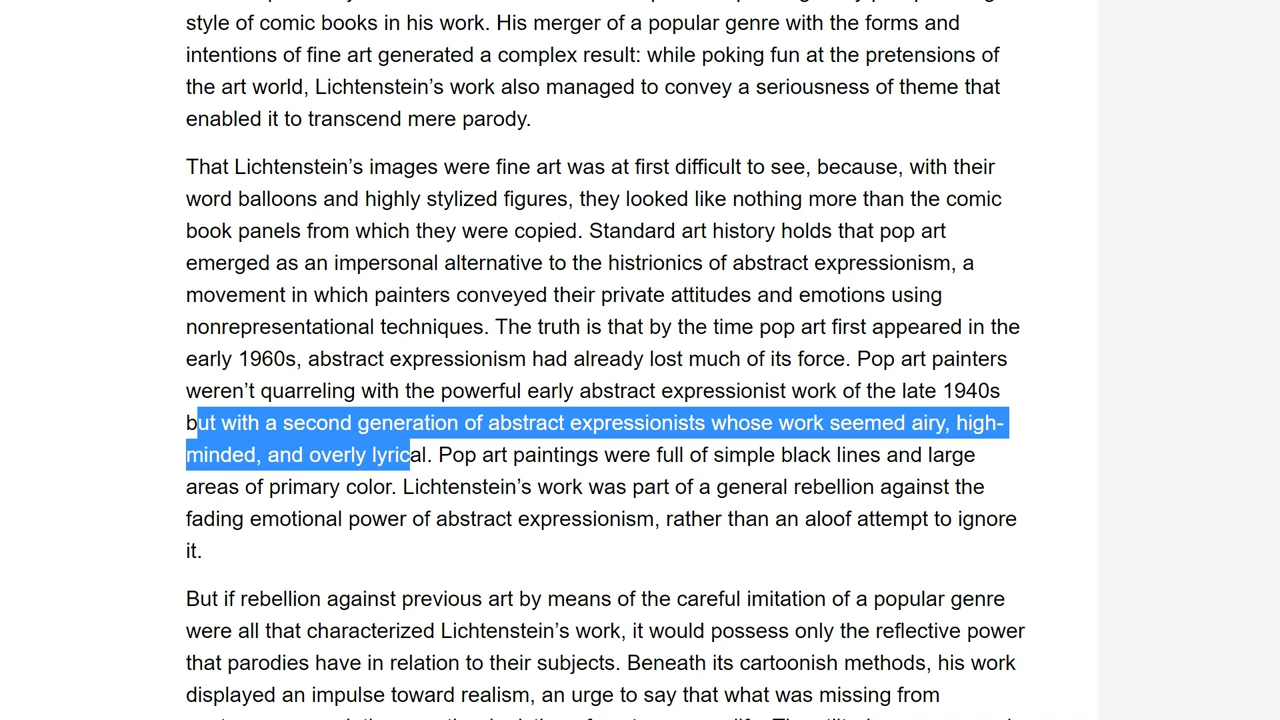 style of comic books in his work. His merger of a popular genre with the forms and
intentions of fine art generated a complex result: while poking fun at the pretensions of
the art world, Lichtenstein’s work also managed to convey a seriousness of theme that
enabled it to transcend mere parody.
That Lichtenstein’s images were fine art was at first difficult to see, because, with their
word balloons and highly stylized figures, they looked like nothing more than the comic
book panels from which they were copied. Standard art history holds that pop art
emerged as an impersonal alternative to the histrionics of abstract expressionism, a
movement in which painters conveyed their private attitudes and emotions using
nonrepresentational techniques. The truth is that by the time pop art first appeared in the
early 1960s, abstract expressionism had already lost much of its force. Pop art painters
weren’t quarreling with the powerful early abstract expressionist work of the late 1940s
but with a second generation of abstract expressionists whose work seemed airy, high-
minded, and overly lyrical. Pop art paintings were full of simple black lines and large
areas of primary color. Lichtenstein’s work was part of a general rebellion against the
fading emotional power of abstract expressionism, rather than an aloof attempt to ignore
it.
But if rebellion against previous art by means of the careful imitation of a popular genre
were all that characterized Lichtenstein’s work, it would possess only the reflective power
that parodies have in relation to their subjects. Beneath its cartoonish methods, his work
displayed an impulse toward realism, an urge to say that what was missing from